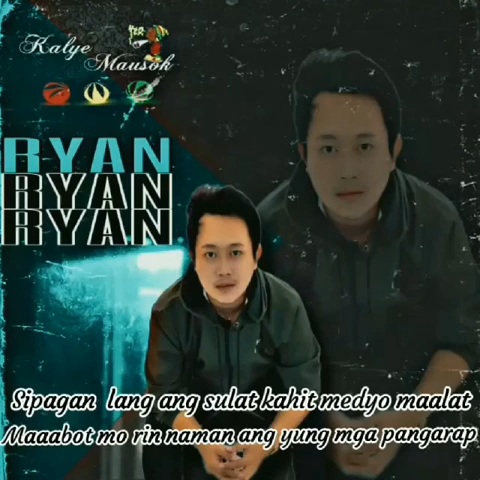 Kalye
Mausok
RYAN
RYAN
RYAN
Sipagan lang ang sulat kahit medyo maalat
Maaabot mo rin naman ang yung mga pangarap